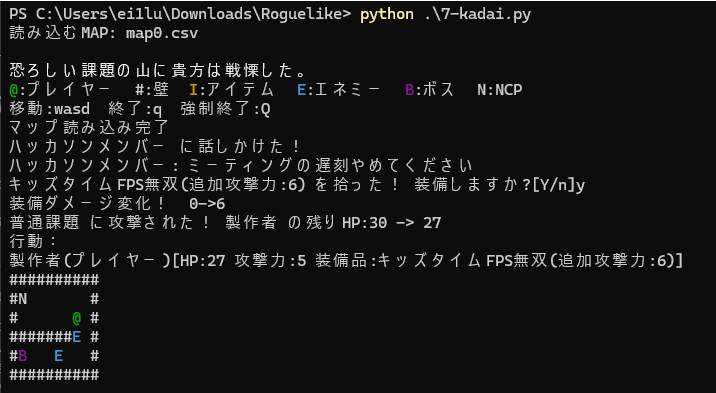 PS C:\Users\ei1lu\Downloads\Roguelike> python .\7-kadai.py
読み込むMAP: map0.csv
恐ろしい課題の山に貴方は戦慄した。
@:プレイヤー　#:壁　I:アイテム　E:エネミー　B:ボス　N:NCP
移動:wasd　終了:q　強制終了:Q
マップ読み込み完了
ハッカソンメンバー に話しかけた！
ハッカソンメンバー：ミーティングの遅刻やめてください
キッズタイムFPS無双(追加攻撃力:6) を拾った！ 装備しますか?[Y/n]y
装備ダメージ変化！　0->6
普通課題 に攻撃された！ 製作者 の残りHP:30 -> 27
行動：
製作者(プレイヤー)[HP:27 攻撃力:5 装備品:キッズタイムFPS無双(追加攻撃力:6)]
##########
#N       #
#      @ #
#######E #
#B   E   #
##########